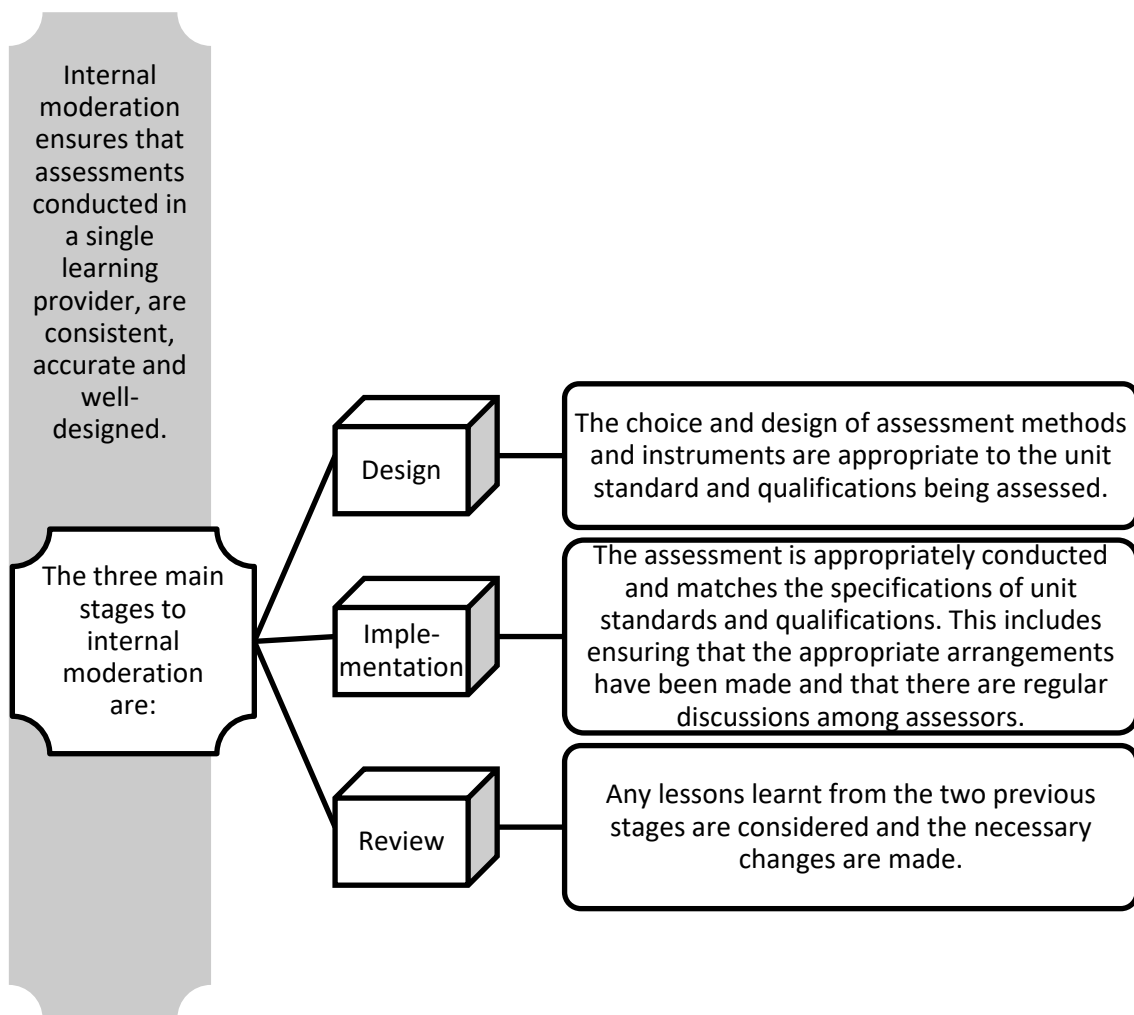 Internal
moderation
ensures that
assessments
conducted in
a single
learning
provider, are
consistent,
accurate and
well-
designed.
The three main
stages to
internal
moderation
are:
Design
The choice and design of assessment methods
and instruments are appropriate to the unit
standard and qualifications being assessed.
Imple-
mentation
The assessment is appropriately conducted
and matches the specifications of unit
standards and qualifications. This includes
ensuring that the appropriate arrangements
have been made and that there are regular
discussions among assessors.
Review
Any lessons learnt from the two previous
stages are considered and the necessary
changes are made.